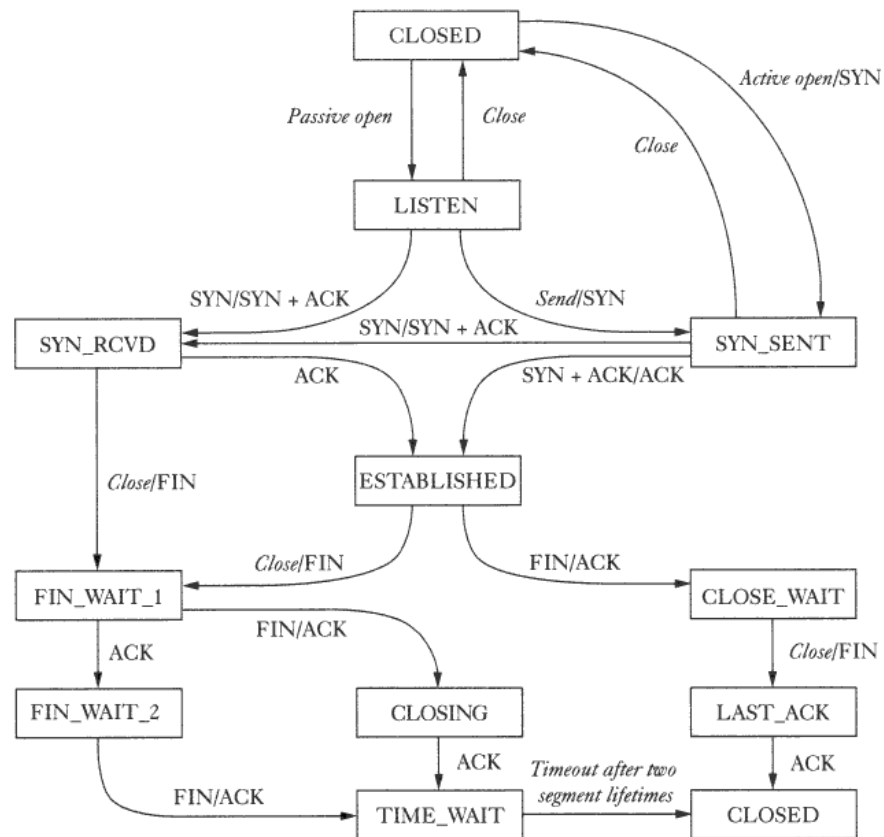 CLOSED
Active open/SYN
Passive open
Close
Close
LISTEN
SYN/SYN + ACK
Send/SYN
SYN/SYN + ACK
SYN_RCVD
SYN_SENT
ACK
SYN + ACK/ACK
Close/FIN
ESTABLISHED
Close/FIN
FIN/ACK
FIN_WAIT_1
CLOSE_WAIT
FIN/ACK
ACK
Close/FIN
FIN_WAIT_2
CLOSING
LAST_ACK
ACK
Timeout after two
segment lifetimes
ACK
FIN/ACK
TIME_WAIT
CLOSED